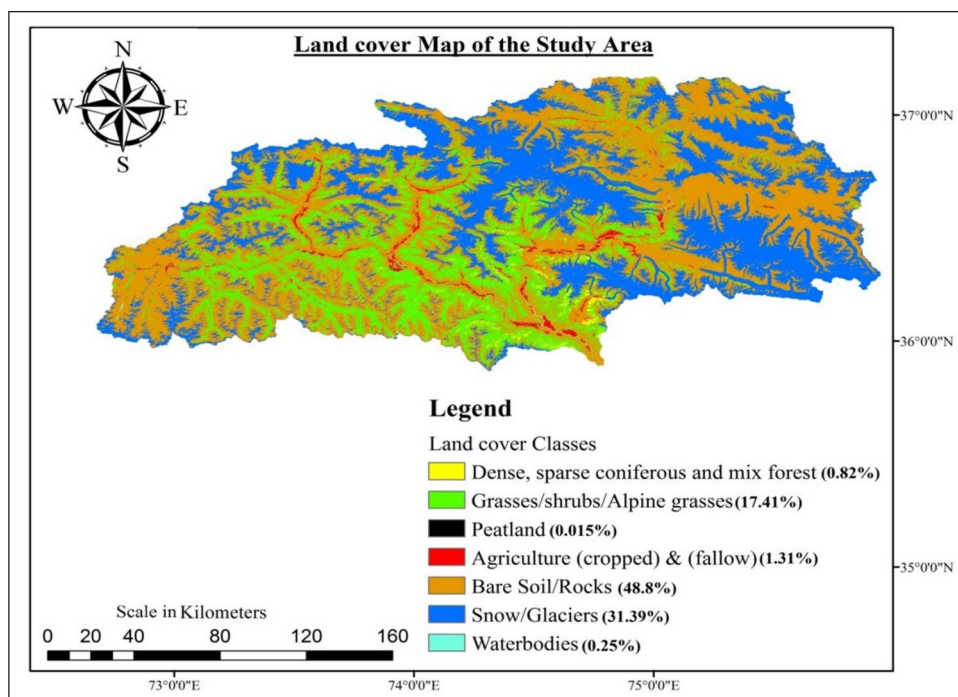 Land cover Map of the Study Area
N
W E
S
37°0'0"N
36°0'0"N
35°0'0"N
Legend
Land cover Classes
Dense, sparse coniferous and mix forest (0.82%)
Grasses/shrubs/Alpine grasses (17.41%)
Peatland (0.015%)
Agriculture (cropped) & (fallow) (1.31%)
Bare Soil/Rocks (48.8%)
Snow/Glaciers (31.39%)
Waterbodies (0.25%)
Scale in Kilometers
0 20 40 80 120 160
73°0'0"E 74°0'0"E 75°0'0"E